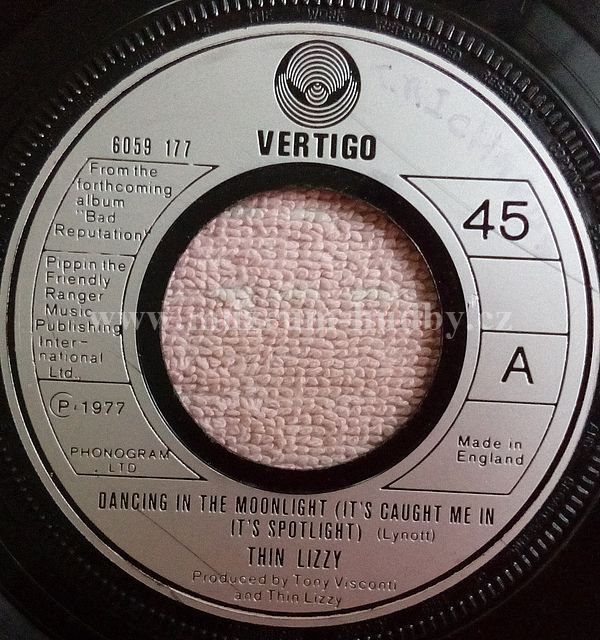 VERTIGO
6059 177
From the
forthcoming
album
"Bad
Reputation"
Pippin the
Friendly
Ranger
Music
Publishing
Inter-
national
Ltd.,
P 1977
PHONOGRAM
LTD
45
A
Made in
England
DANCING IN THE MOONLIGHT (IT'S CAUGHT ME IN
IT'S SPOTLIGHT) (Lynott)
THIN LIZZY
Produced by Tony Visconti
and Thin Lizzy